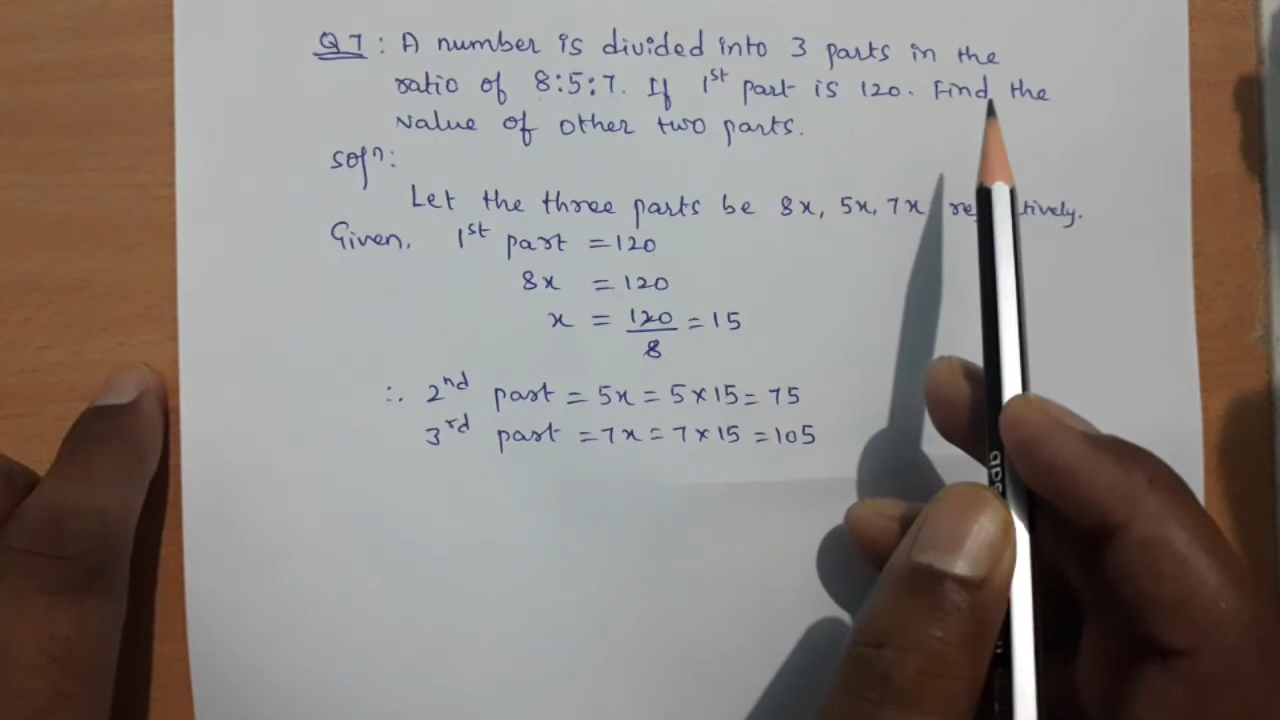 Q7: A number is divided into 3 parts in the
ratio of 8:5:7. If 1st part is 120. Find the
value of other two parts.
Solⁿ:
Let the three parts be 8x, 5x, 7x
Given, 1st part = 120
8x = 120
x = 120/8 = 15
∴ 2nd part = 5x = 5×15 = 75
3rd part = 7x = 7×15 = 105